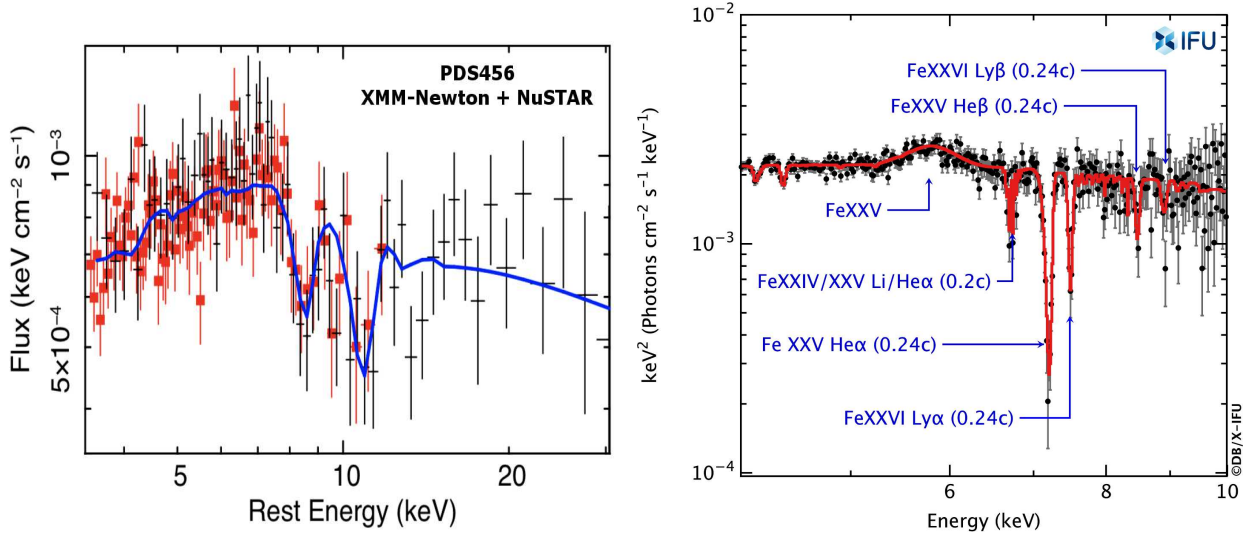 PDS456
XMM-Newton + NuSTAR
Flux (keV cm⁻² s⁻¹)
10⁻³
5×10⁻⁴
5
10
20
Rest Energy (keV)
IFU
keV² (Photons cm⁻² s⁻¹ keV⁻¹)
10⁻²
10⁻³
10⁻⁴
FeXXVI Lyβ (0.24c)
FeXXV Heβ (0.24c)
FeXXV
FeXXIV/XXV Li/Heα (0.2c)
Fe XXV Heα (0.24c)
FeXXVI Lyα (0.24c)
6
8
10
Energy (keV)
©DB/X-IFU